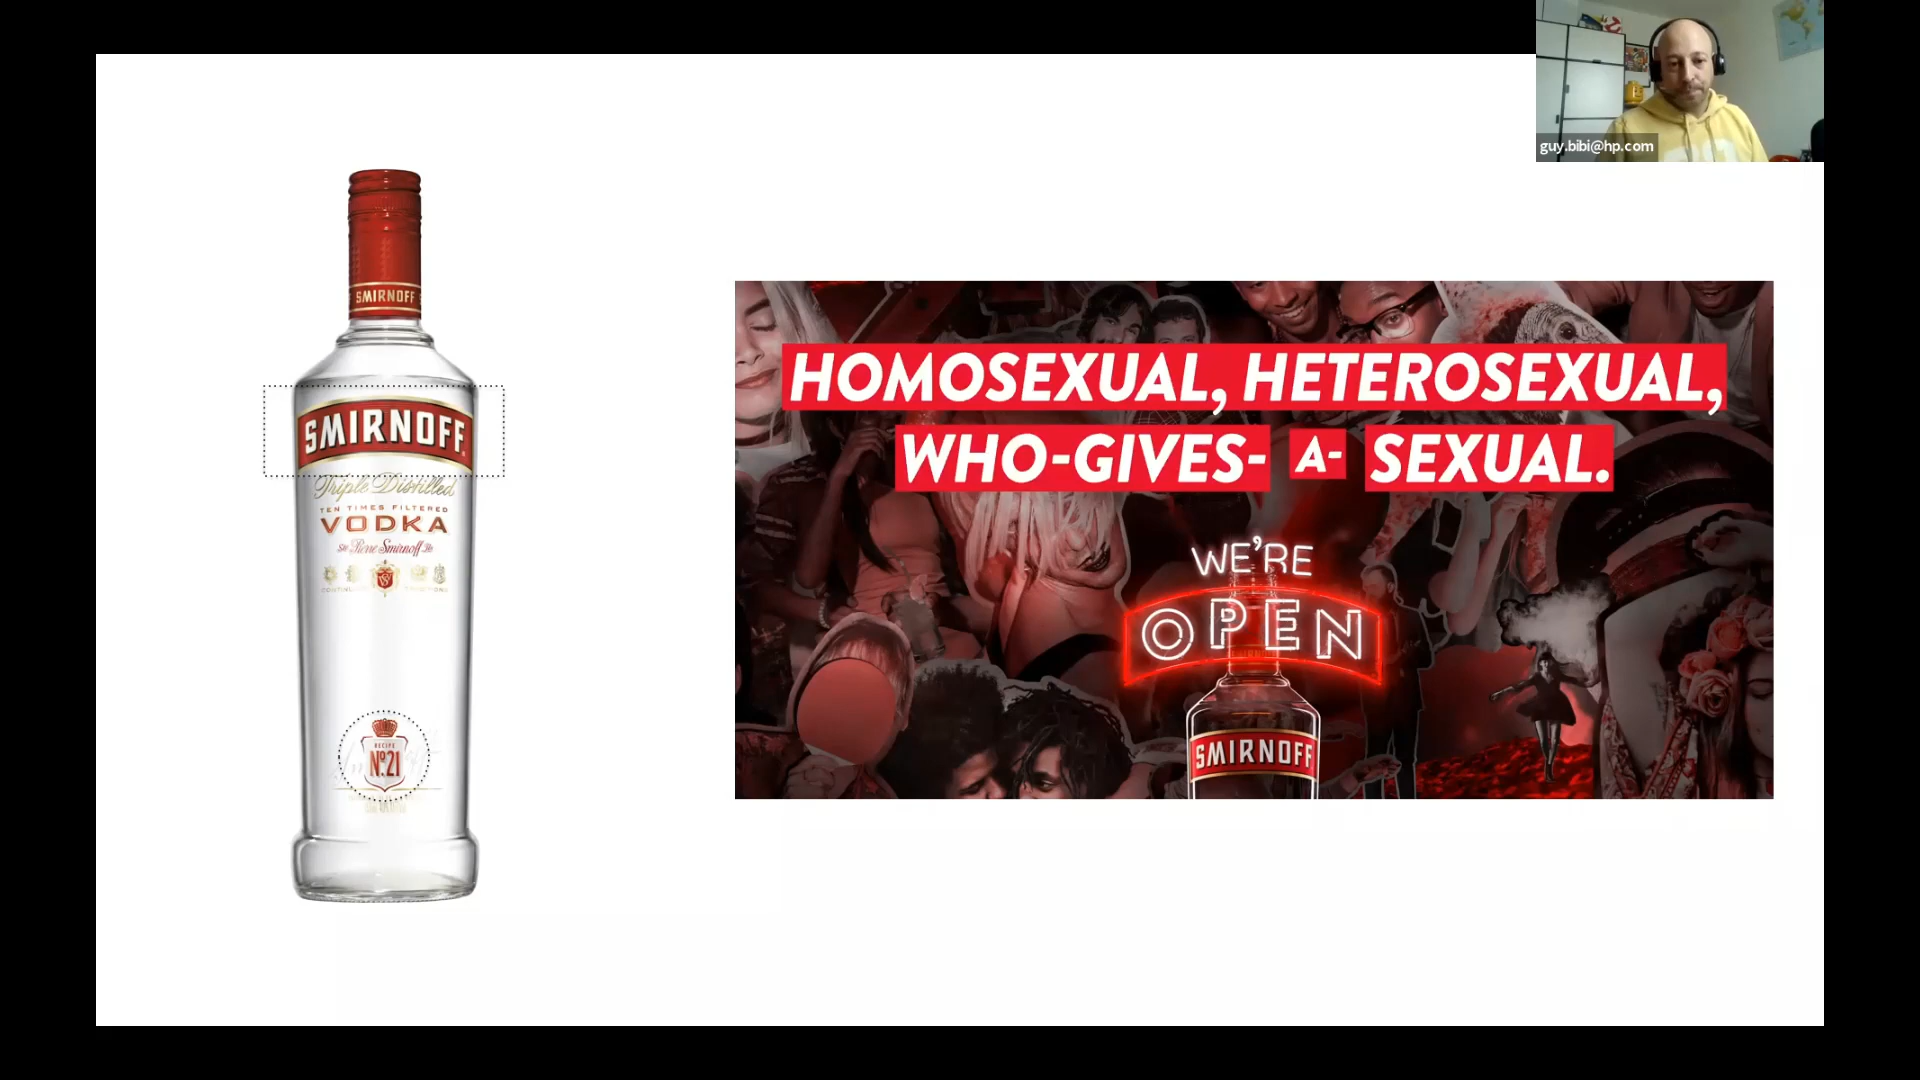 guy.bibi@hp.com
SMIRNOFF
SMIRNOFF
Triple Distilled
TEN TIMES FILTERED
VODKA
Pierre Smirnoff
RECIPE
Nº21
HOMOSEXUAL, HETEROSEXUAL,
WHO-GIVES- A- SEXUAL.
WE'RE
OPEN
SMIRNOFF